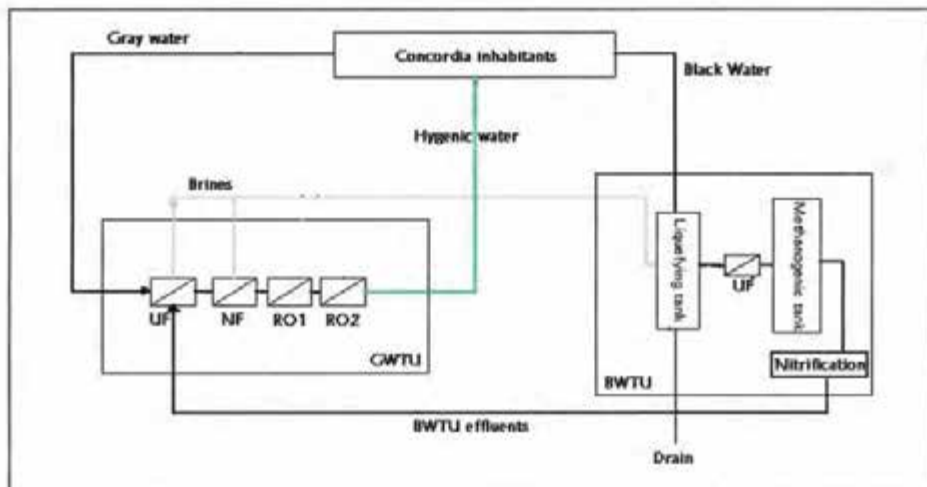 Gray water
Concordia inhabitants
Black Water
Hygenic water
Brines
Liquefying tank
Methanogenic tank
UF
UF
NF
RO1
RO2
GWTU
Nitrification
BWTU
BWTU effluents
Drain